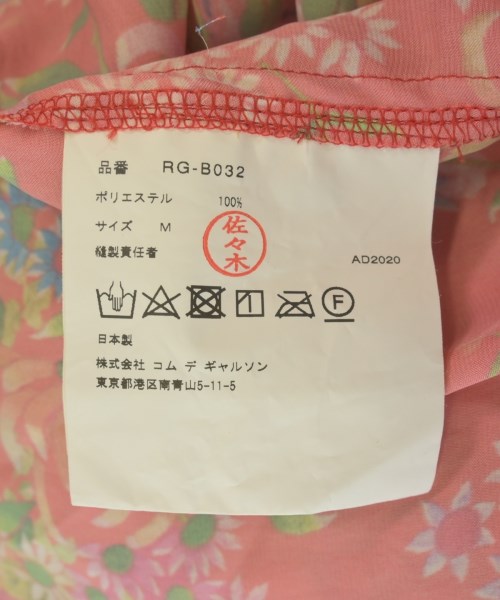 品番 RG-B032
ポリエステル 100%
サイズ M
縫製責任者 佐々木
AD2020
F
日本製
株式会社 コム デ ギャルソン
東京都港区南青山5-11-5